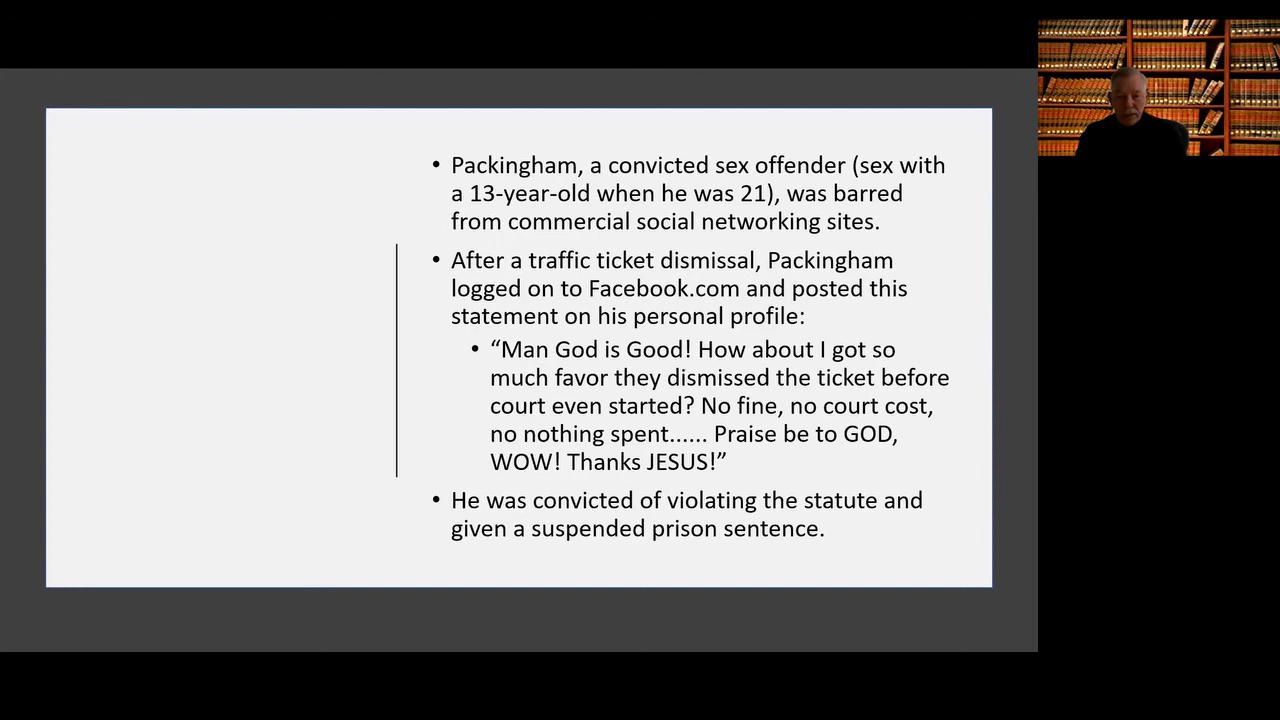 • Packingham, a convicted sex offender (sex with
a 13-year-old when he was 21), was barred
from commercial social networking sites.
• After a traffic ticket dismissal, Packingham
logged on to Facebook.com and posted this
statement on his personal profile:
• “Man God is Good! How about I got so
much favor they dismissed the ticket before
court even started? No fine, no court cost,
no nothing spent...... Praise be to GOD,
WOW! Thanks JESUS!”
• He was convicted of violating the statute and
given a suspended prison sentence.